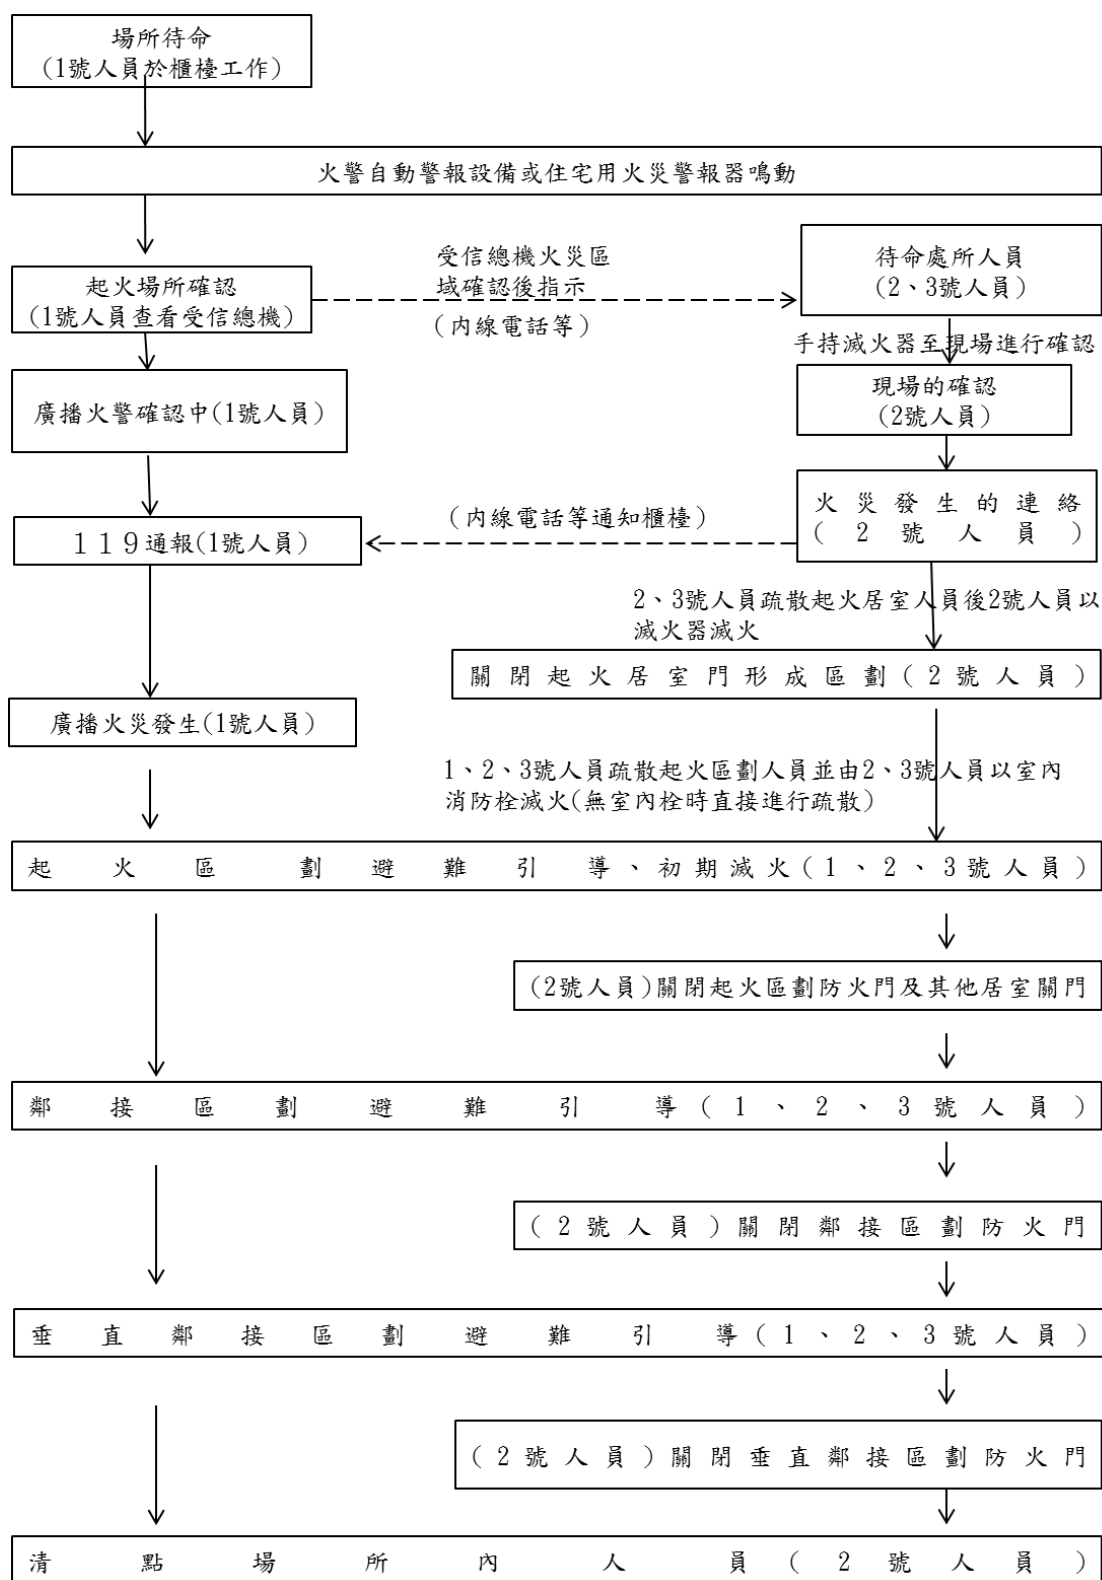 場所待命
(1號人員於櫃檯工作)
火警自動警報設備或住宅用火災警報器鳴動
起火場所確認
(1號人員查看受信總機)
受信總機火災區
域確認後指示
(內線電話等)
待命處所人員
(2、3號人員)
手持滅火器至現場進行確認
廣播火警確認中(1號人員)
現場的確認
(2號人員)
火災發生的連絡
(2號人員)
(內線電話等通知櫃檯)
１１９通報(1號人員)
2、3號人員疏散起火居室人員後2號人員以
滅火器滅火
關閉起火居室門形成區劃(2號人員)
廣播火災發生(1號人員)
1、2、3號人員疏散起火區劃人員並由2、3號人員以室內
消防栓滅火(無室內栓時直接進行疏散)
起火區劃避難引導、初期滅火(1、2、3號人員)
(2號人員)關閉起火區劃防火門及其他居室關門
鄰接區劃避難引導(1、2、3號人員)
(2號人員)關閉鄰接區劃防火門
垂直鄰接區劃避難引導(1、2、3號人員)
(2號人員)關閉垂直鄰接區劃防火門
清點場所內人員(2號人員)